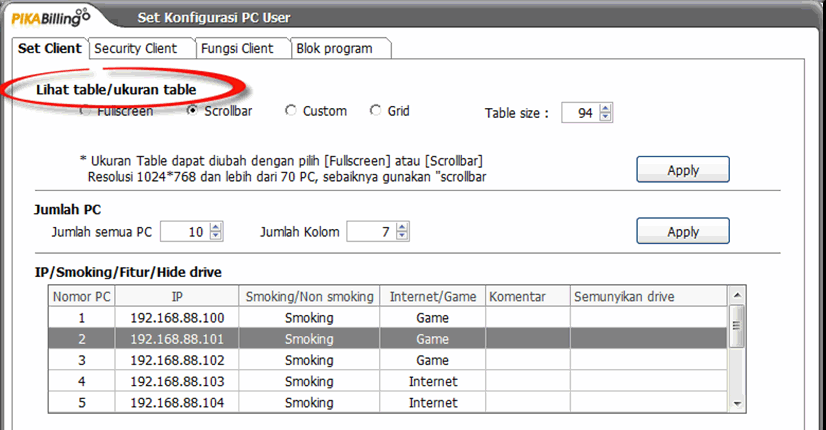 PIKABilling
Set Konfigurasi PC User
Set Client Security Client Fungsi Client Blok program
Lihat table/ukuran table
Fullscreen Scrollbar Custom Grid Table size : 94
* Ukuran Table dapat diubah dengan pilih [Fullscreen] atau [Scrollbar]
Resolusi 1024*768 dan lebih dari 70 PC, sebaiknya gunakan "scrollbar
Apply
Jumlah PC
Jumlah semua PC 10 Jumlah Kolom 7 Apply
IP/Smoking/Fitur/Hide drive
Nomor PC IP Smoking/Non smoking Internet/Game Komentar Semunyikan drive
1 192.168.88.100 Smoking Game
2 192.168.88.101 Smoking Game
3 192.168.88.102 Smoking Game
4 192.168.88.103 Smoking Internet
5 192.168.88.104 Smoking Internet